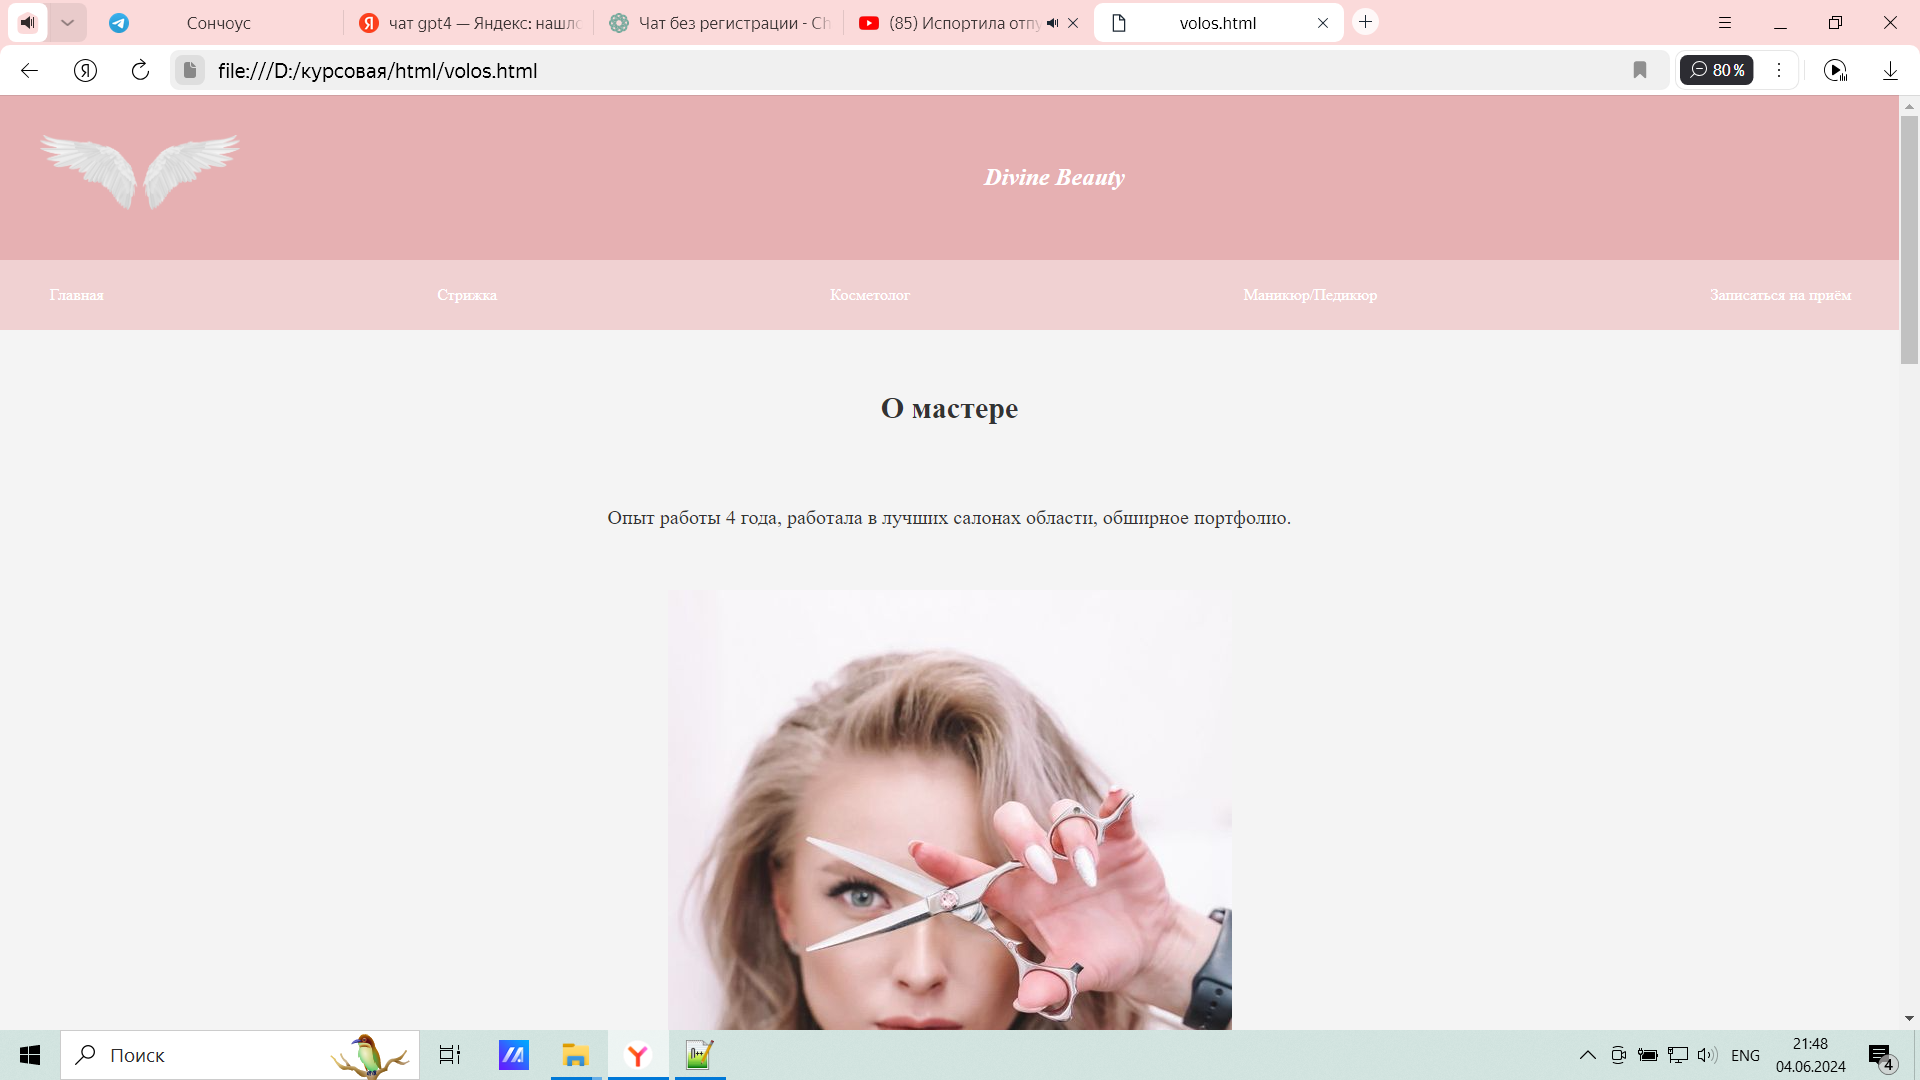 Сончоус
чат gpt4 — Яндекс: нашло
Чат без регистрации - Ch
(85) Испортила отпу
volos.html
file:///D:/курсовая/html/volos.html
80 %
Divine Beauty
Главная
Стрижка
Косметолог
Маникюр/Педикюр
Записаться на приём
О мастере
Опыт работы 4 года, работала в лучших салонах области, обширное портфолио.
Поиск
ENG
21:48
04.06.2024
4